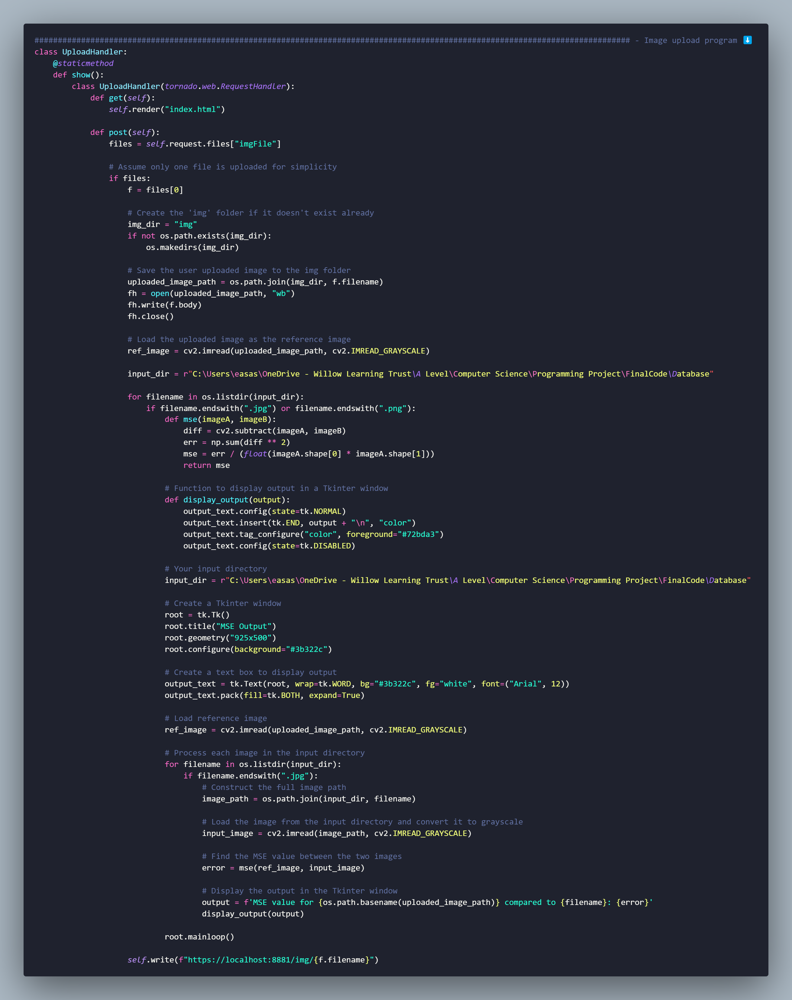 ################################################################################################################################ - Image upload program ⬇️
class UploadHandler:
    @staticmethod
    def show():
        class UploadHandler(tornado.web.RequestHandler):
            def get(self):
                self.render("index.html")

            def post(self):
                files = self.request.files["imgFile"]

                # Assume only one file is uploaded for simplicity
                if files:
                    f = files[0]

                    # Create the 'img' folder if it doesn't exist already
                    img_dir = "img"
                    if not os.path.exists(img_dir):
                        os.makedirs(img_dir)

                    # Save the user uploaded image to the img folder
                    uploaded_image_path = os.path.join(img_dir, f.filename)
                    fh = open(uploaded_image_path, "wb")
                    fh.write(f.body)
                    fh.close()

                    # Load the uploaded image as the reference image
                    ref_image = cv2.imread(uploaded_image_path, cv2.IMREAD_GRAYSCALE)

                    input_dir = r"C:\Users\easas\OneDrive - Willow Learning Trust\A Level\Computer Science\Programming Project\FinalCode\Database"

                    for filename in os.listdir(input_dir):
                        if filename.endswith(".jpg") or filename.endswith(".png"):
                            def mse(imageA, imageB):
                                diff = cv2.subtract(imageA, imageB)
                                err = np.sum(diff ** 2)
                                mse = err / (float(imageA.shape[0] * imageA.shape[1]))
                                return mse

                            # Function to display output in a Tkinter window
                            def display_output(output):
                                output_text.config(state=tk.NORMAL)
                                output_text.insert(tk.END, output + "\n", "color")
                                output_text.tag_configure("color", foreground="#72bda3")
                                output_text.config(state=tk.DISABLED)

                            # Your input directory
                            input_dir = r"C:\Users\easas\OneDrive - Willow Learning Trust\A Level\Computer Science\Programming Project\FinalCode\Database"

                            # Create a Tkinter window
                            root = tk.Tk()
                            root.title("MSE Output")
                            root.geometry("925x500")
                            root.configure(background="#3b322c")

                            # Create a text box to display output
                            output_text = tk.Text(root, wrap=tk.WORD, bg="#3b322c", fg="white", font=("Arial", 12))
                            output_text.pack(fill=tk.BOTH, expand=True)

                            # Load reference image
                            ref_image = cv2.imread(uploaded_image_path, cv2.IMREAD_GRAYSCALE)

                            # Process each image in the input directory
                            for filename in os.listdir(input_dir):
                                if filename.endswith(".jpg"):
                                    # Construct the full image path
                                    image_path = os.path.join(input_dir, filename)

                                    # Load the image from the input directory and convert it to grayscale
                                    input_image = cv2.imread(image_path, cv2.IMREAD_GRAYSCALE)

                                    # Find the MSE value between the two images
                                    error = mse(ref_image, input_image)

                                    # Display the output in the Tkinter window
                                    output = f'MSE value for {os.path.basename(uploaded_image_path)} compared to {filename}: {error}'
                                    display_output(output)

                            root.mainloop()

                    self.write(f"https://localhost:8881/img/{f.filename}")